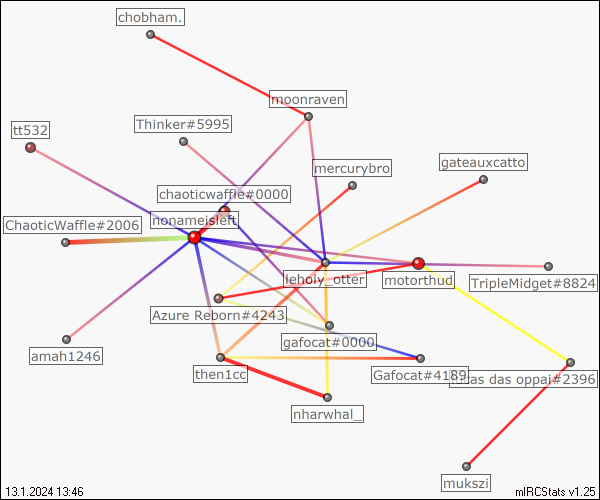 chobham.
moonraven
Thinker#5995
tt532
mercurybro
gateauxcatto
chaoticwaffle#0000
nonameisleft
ChaoticWaffle#2006
leholy_otter
motorthud
TripleMidget#8824
Azure Reborn#4243
gafocat#0000
amah1246
then1cc
Gafocat#4189
das oppai#2396
nharwhal_
mukszi
13.1.2024 13:46
mIRCStats v1.25